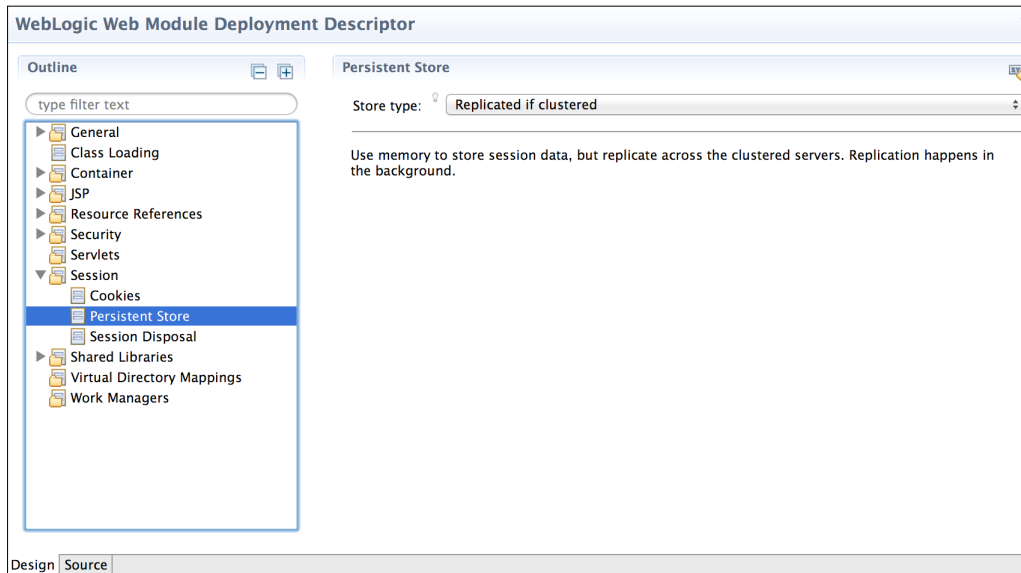 WebLogic Web Module Deployment Descriptor
Outline
type filter text
General
Class Loading
Container
JSP
Resource References
Security
Servlets
Session
Cookies
Persistent Store
Session Disposal
Shared Libraries
Virtual Directory Mappings
Work Managers
Persistent Store
Store type: Replicated if clustered
Use memory to store session data, but replicate across the clustered servers. Replication happens in
the background.
Design Source